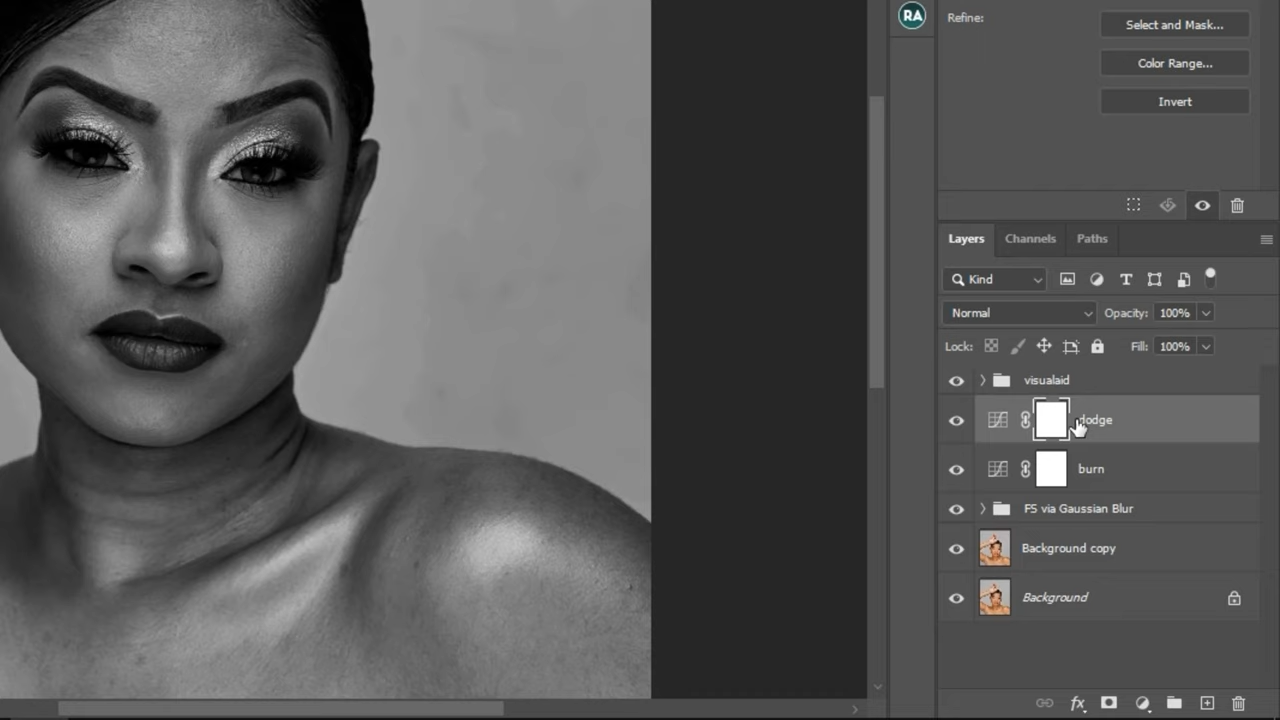 RA
Refine:
Select and Mask...
Color Range...
Invert
Layers Channels Paths
Kind
Normal Opacity: 100%
Lock: Fill: 100%
visualaid
dodge
burn
FS via Gaussian Blur
Background copy
Background
fx